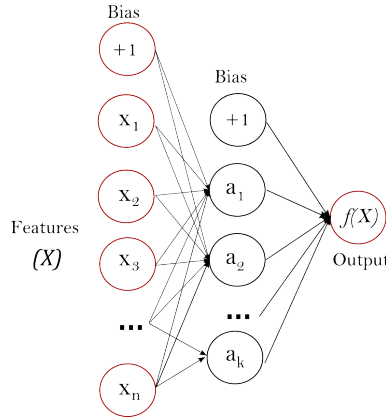 Bias
+1
x1
x2
x3
...
xn
Features
(X)
Bias
+1
a1
a2
...
ak
f(X)
Output